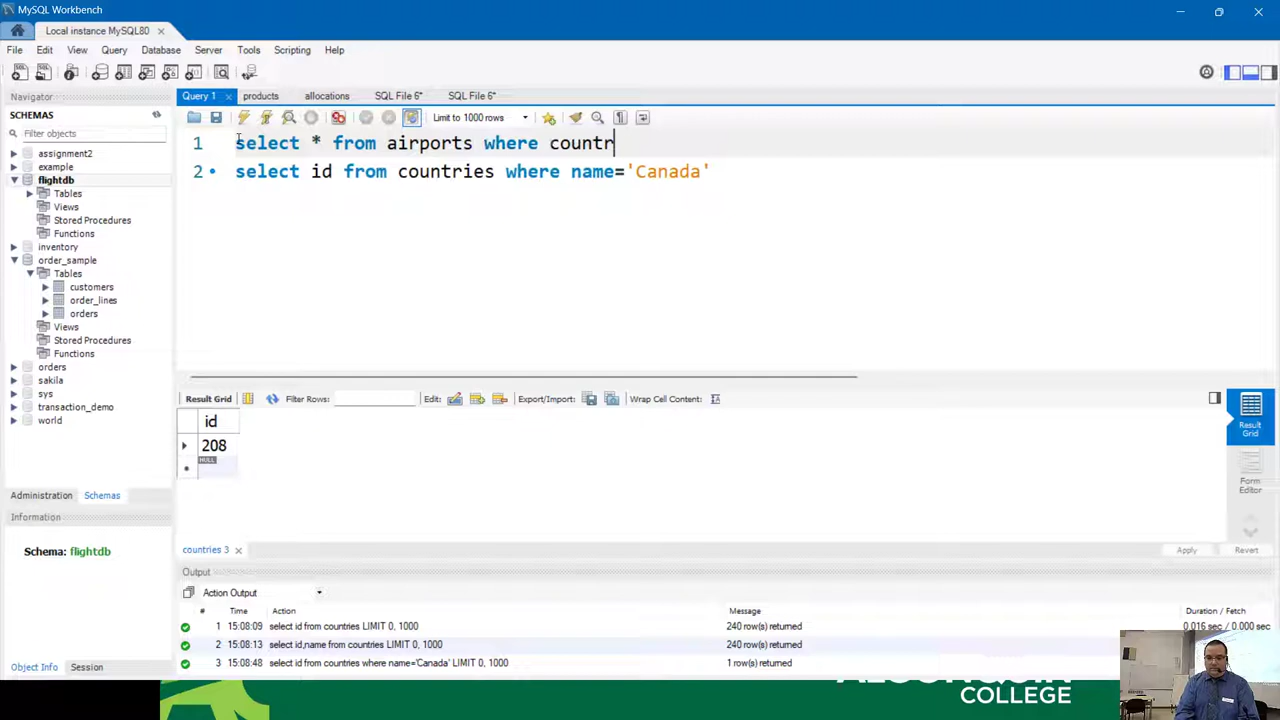 MySQL Workbench
Local instance MySQL80
File Edit View Query Database Server Tools Scripting Help
Navigator
Query 1 products allocations SQL File 6* SQL File 6*
SCHEMAS
Filter objects
Limit to 1000 rows
assignment2
example
flightdb
Tables
Views
Stored Procedures
Functions
inventory
order_sample
Tables
customers
order_lines
orders
Views
Stored Procedures
Functions
orders
sakila
sys
transaction_demo
world
1 select * from airports where countr
2 select id from countries where name='Canada'
Result Grid Filter Rows: Edit: Export/Import: Wrap Cell Content:
id
208
NULL
Result Grid
Form Editor
Administration Schemas
Information
Schema: flightdb
countries 3 Apply Revert
Output
Action Output
# Time Action Message Duration / Fetch
1 15:08:09 select id from countries LIMIT 0, 1000 240 row(s) returned 0.016 sec / 0.000 sec
2 15:08:13 select id,name from countries LIMIT 0, 1000 240 row(s) returned
3 15:08:48 select id from countries where name='Canada' LIMIT 0, 1000 1 row(s) returned
Object Info Session
COLLEGE